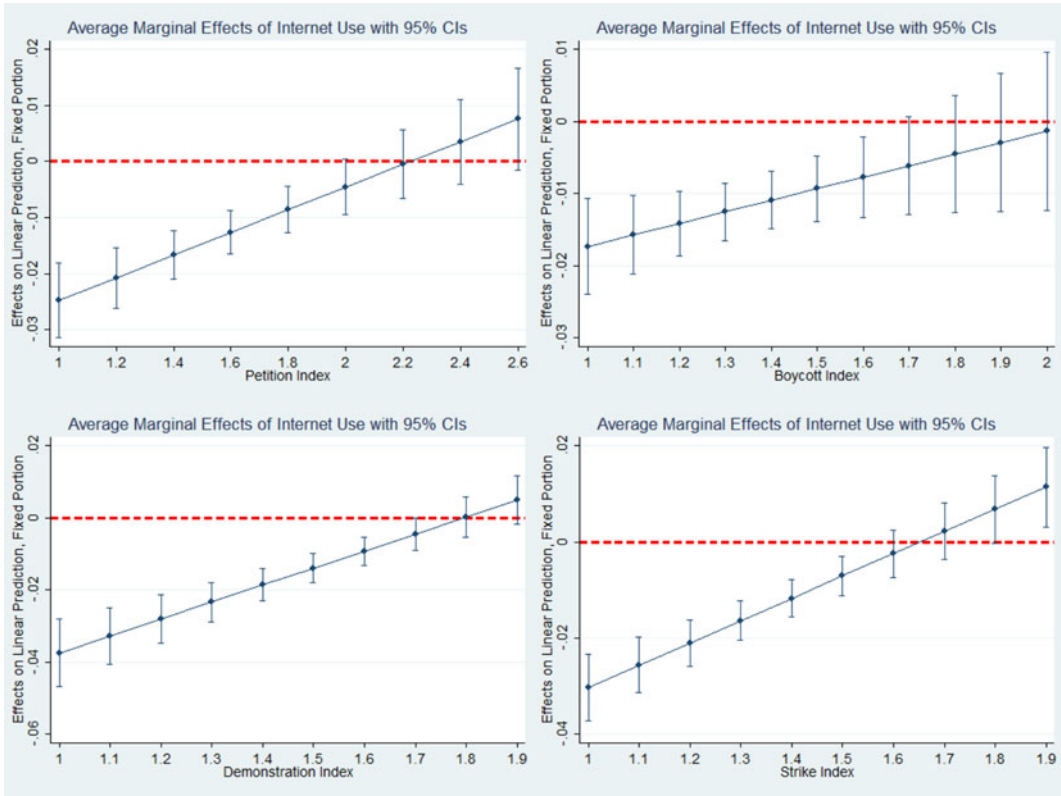 Average Marginal Effects of Internet Use with 95% CIs
Effects on Linear Prediction, Fixed Portion
.02
.01
0
-.01
-.02
-.03
1 1.2 1.4 1.6 1.8 2 2.2 2.4 2.6
Petition Index
Average Marginal Effects of Internet Use with 95% CIs
Effects on Linear Prediction, Fixed Portion
.01
0
-.01
-.02
-.03
1 1.1 1.2 1.3 1.4 1.5 1.6 1.7 1.8 1.9 2
Boycott Index
Average Marginal Effects of Internet Use with 95% CIs
Effects on Linear Prediction, Fixed Portion
.02
0
-.02
-.04
-.06
1 1.1 1.2 1.3 1.4 1.5 1.6 1.7 1.8 1.9
Demonstration Index
Average Marginal Effects of Internet Use with 95% CIs
Effects on Linear Prediction, Fixed Portion
.02
0
-.02
-.04
1 1.1 1.2 1.3 1.4 1.5 1.6 1.7 1.8 1.9
Strike Index